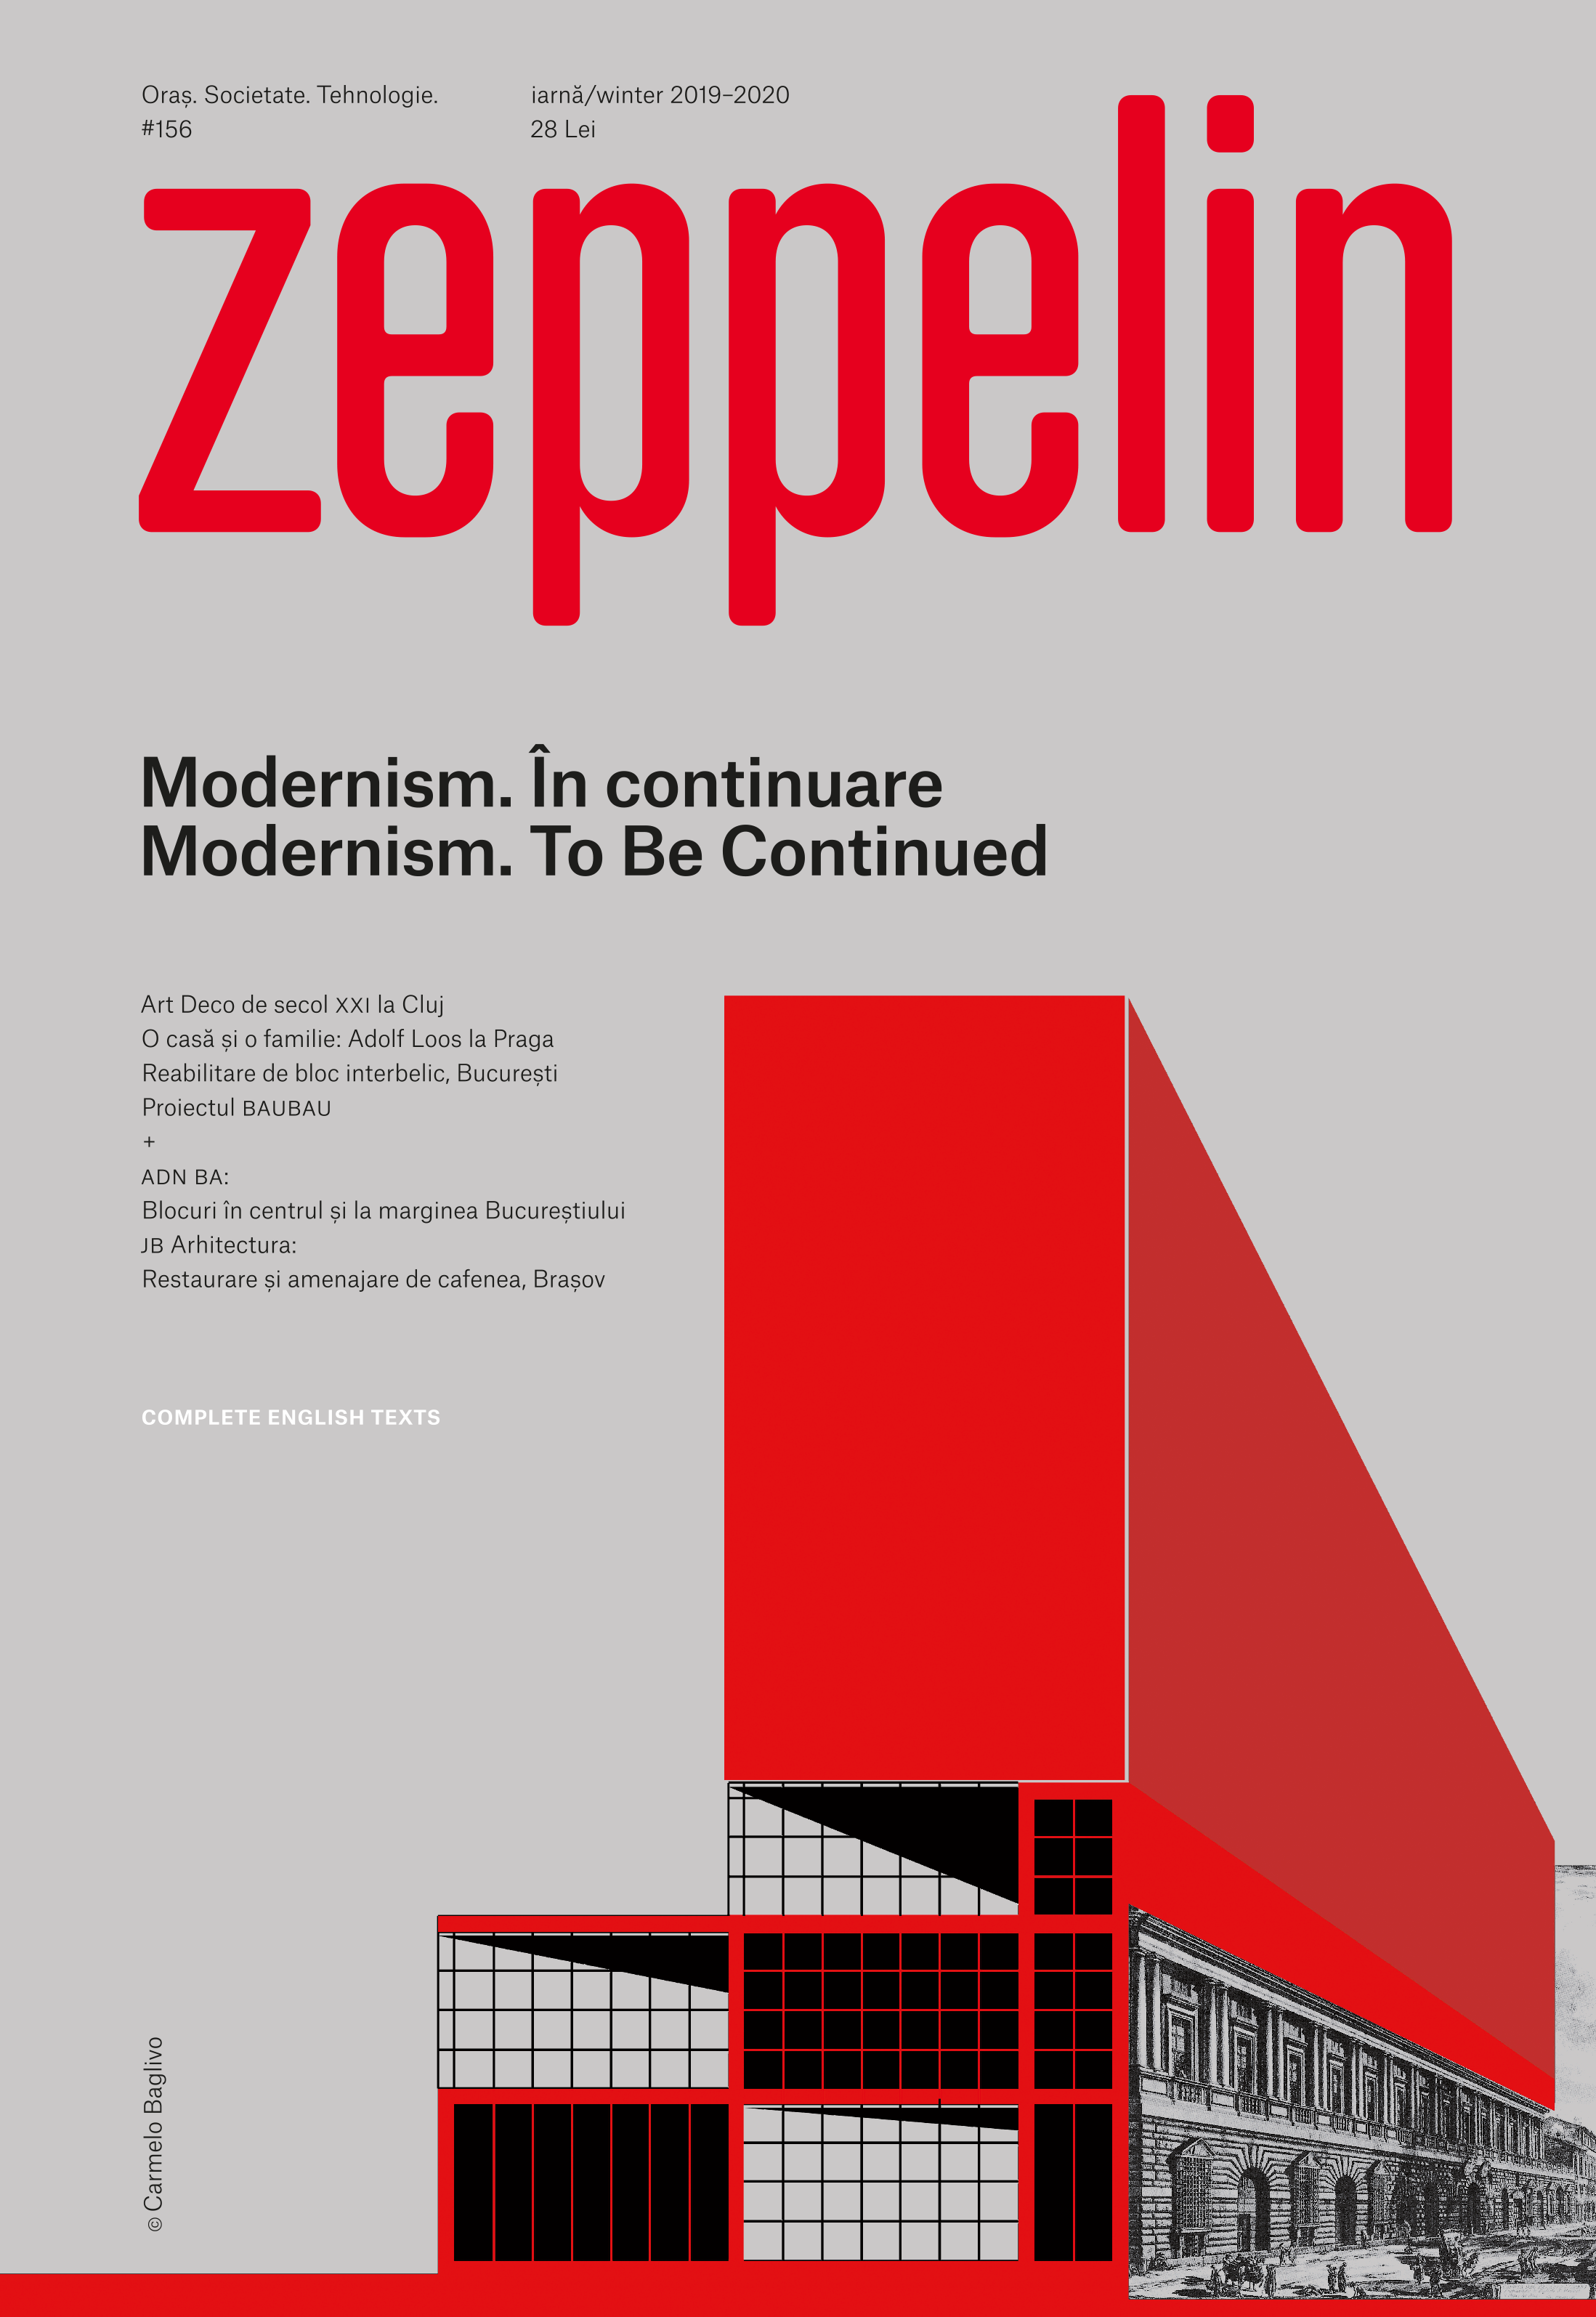 Oraș. Societate. Tehnologie.
#156
iarnă/winter 2019–2020
28 Lei
zeppelin
Modernism. În continuare
Modernism. To Be Continued
Art Deco de secol XXI la Cluj
O casă și o familie: Adolf Loos la Praga
Reabilitare de bloc interbelic, București
Proiectul BAUBAU
+
ADN BA:
Blocuri în centrul și la marginea Bucureștiului
JB Arhitectura:
Restaurare și amenajare de cafenea, Brașov
COMPLETE ENGLISH TEXTS
© Carmelo Baglivo